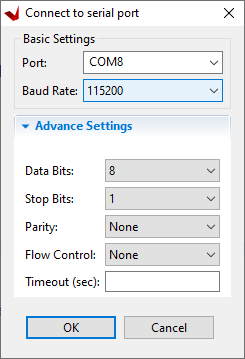 Connect to serial port
Basic Settings
Port: COM8
Baud Rate: 115200
Advance Settings
Data Bits: 8
Stop Bits: 1
Parity: None
Flow Control: None
Timeout (sec):
OK Cancel